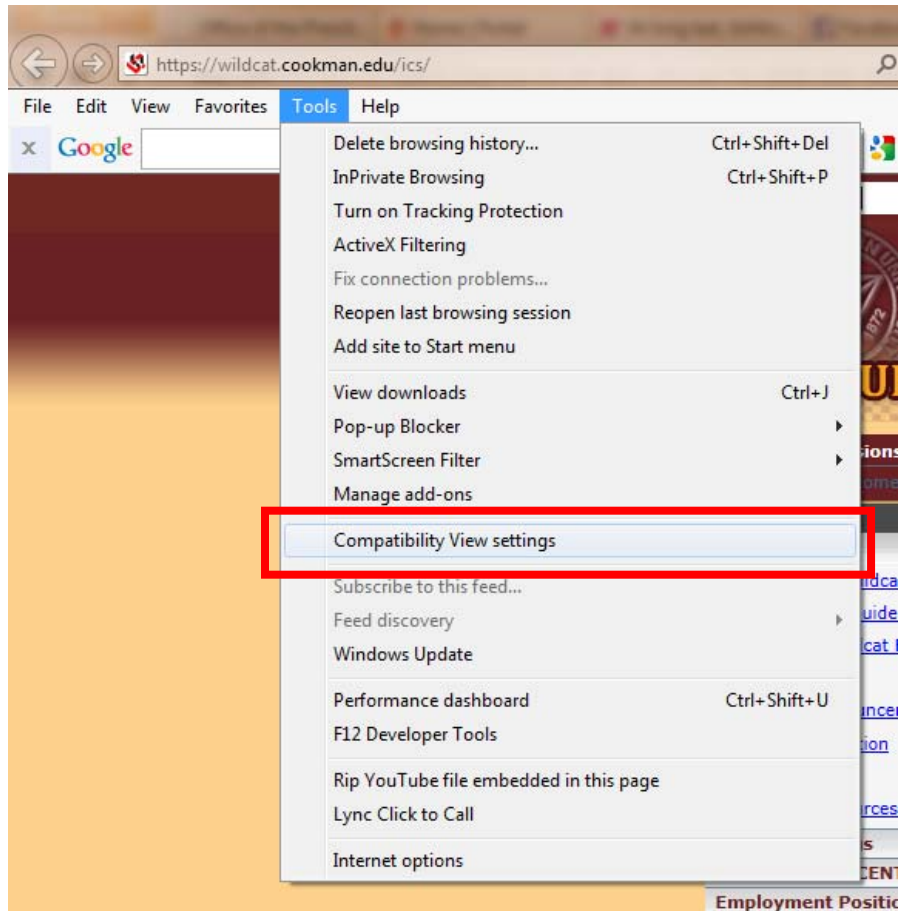 https://wildcat.cookman.edu/ics/
File Edit View Favorites Tools Help
x Google
Delete browsing history... Ctrl+Shift+Del
InPrivate Browsing Ctrl+Shift+P
Turn on Tracking Protection
ActiveX Filtering
Fix connection problems...
Reopen last browsing session
Add site to Start menu
1872
View downloads Ctrl+J
Pop-up Blocker
SmartScreen Filter
Manage add-ons
Compatibility View settings
Subscribe to this feed...
Feed discovery
Windows Update
Performance dashboard Ctrl+Shift+U
F12 Developer Tools
Rip YouTube file embedded in this page
Lync Click to Call
Internet options
Employment